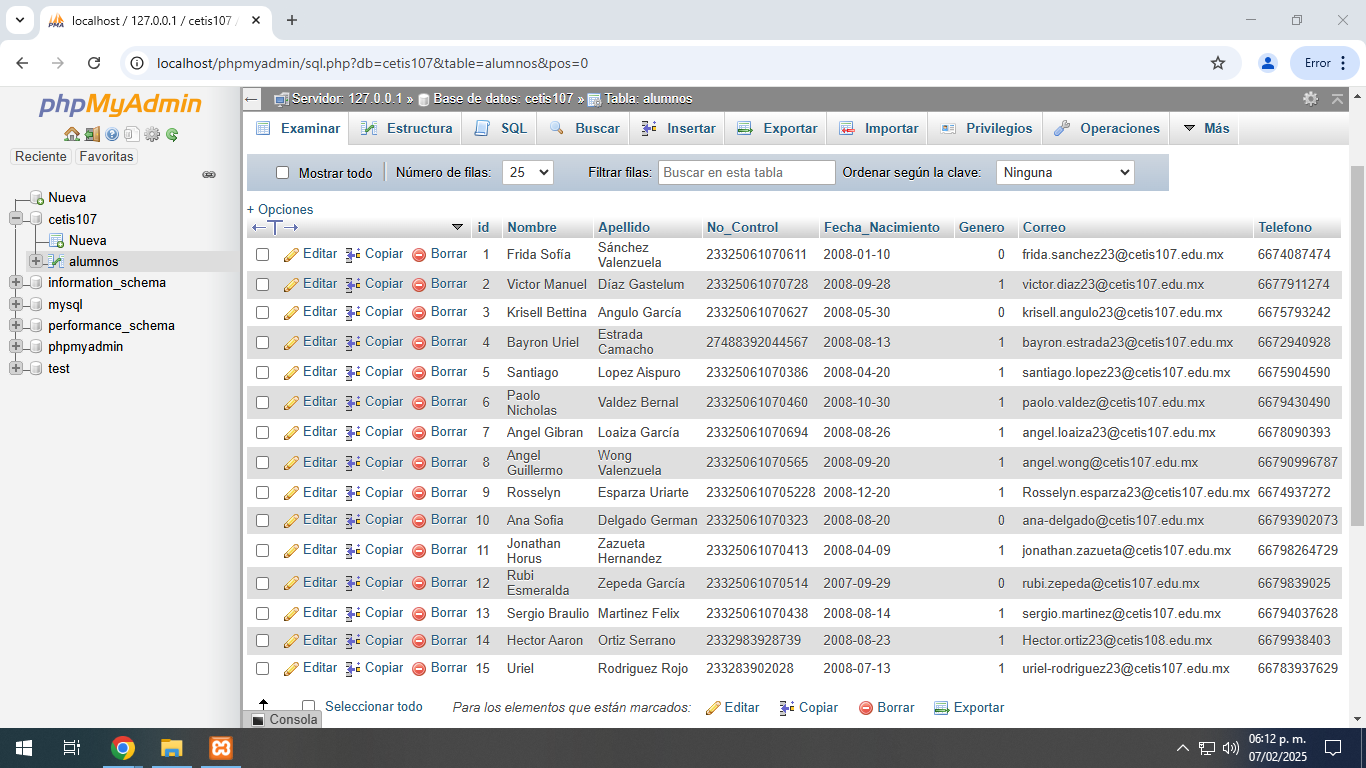 localhost / 127.0.0.1 / cetis107 /
localhost/phpmyadmin/sql.php?db=cetis107&table=alumnos&pos=0
Error
phpMyAdmin
Reciente Favoritas
Nueva
cetis107
Nueva
alumnos
information_schema
mysql
performance_schema
phpmyadmin
test
Servidor: 127.0.0.1 » Base de datos: cetis107 » Tabla: alumnos
Examinar Estructura SQL Buscar Insertar Exportar Importar Privilegios Operaciones Más
Mostrar todo Número de filas: 25 Filtrar filas: Buscar en esta tabla Ordenar según la clave: Ninguna
+ Opciones
←T→ id Nombre Apellido No_Control Fecha_Nacimiento Genero Correo Telefono
Editar Copiar Borrar 1 Frida Sofía Sánchez Valenzuela 23325061070611 2008-01-10 0 frida.sanchez23@cetis107.edu.mx 6674087474
Editar Copiar Borrar 2 Victor Manuel Díaz Gastelum 23325061070728 2008-09-28 1 victor.diaz23@cetis107.edu.mx 6677911274
Editar Copiar Borrar 3 Krisell Bettina Angulo García 23325061070627 2008-05-30 0 krisell.angulo23@cetis107.edu.mx 6675793242
Editar Copiar Borrar 4 Bayron Uriel Estrada Camacho 27488392044567 2008-08-13 1 bayron.estrada23@cetis107.edu.mx 6672940928
Editar Copiar Borrar 5 Santiago Lopez Aispuro 23325061070386 2008-04-20 1 santiago.lopez23@cetis107.edu.mx 6675904590
Editar Copiar Borrar 6 Paolo Nicholas Valdez Bernal 23325061070460 2008-10-30 1 paolo.valdez@cetis107.edu.mx 6679430490
Editar Copiar Borrar 7 Angel Gibran Loaiza García 23325061070694 2008-08-26 1 angel.loaiza23@cetis107.edu.mx 6678090393
Editar Copiar Borrar 8 Angel Guillermo Wong Valenzuela 23325061070565 2008-09-20 1 angel.wong@cetis107.edu.mx 66790996787
Editar Copiar Borrar 9 Rosselyn Esparza Uriarte 233250610705228 2008-12-20 1 Rosselyn.esparza23@cetis107.edu.mx 6674937272
Editar Copiar Borrar 10 Ana Sofia Delgado German 23325061070323 2008-08-20 0 ana-delgado@cetis107.edu.mx 66793902073
Editar Copiar Borrar 11 Jonathan Horus Zazueta Hernandez 23325061070413 2008-04-09 1 jonathan.zazueta@cetis107.edu.mx 66798264729
Editar Copiar Borrar 12 Rubi Esmeralda Zepeda García 23325061070514 2007-09-29 0 rubi.zepeda@cetis107.edu.mx 6679839025
Editar Copiar Borrar 13 Sergio Braulio Martinez Felix 23325061070438 2008-08-14 1 sergio.martinez@cetis107.edu.mx 66794037628
Editar Copiar Borrar 14 Hector Aaron Ortiz Serrano 2332983928739 2008-08-23 1 Hector.ortiz23@cetis108.edu.mx 6679938403
Editar Copiar Borrar 15 Uriel Rodriguez Rojo 233283902028 2008-07-13 1 uriel-rodriguez23@cetis107.edu.mx 66783937629
Seleccionar todo Para los elementos que están marcados: Editar Copiar Borrar Exportar
Consola
06:12 p. m.
07/02/2025